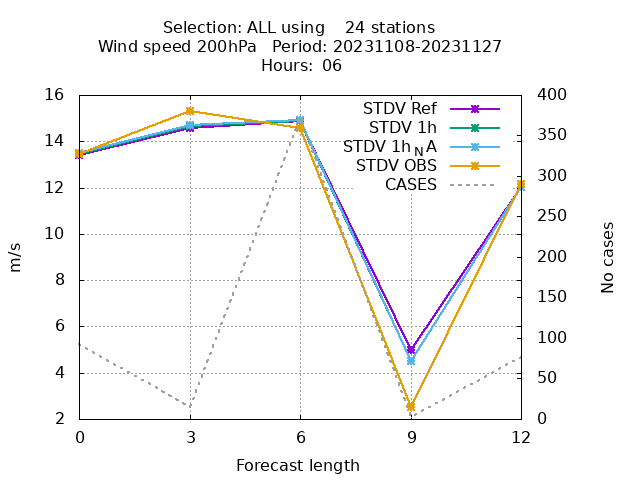 Selection: ALL using    24 stations
Wind speed 200hPa   Period: 20231108-20231127
Hours: 06
16 400
STDV Ref
STDV 1h
14 350
STDV 1h_N A
STDV OBS
300
CASES
12
250
10
200
8
150
6
100
4
50
2 0
m/s
No cases
0 3 6 9 12
Forecast length